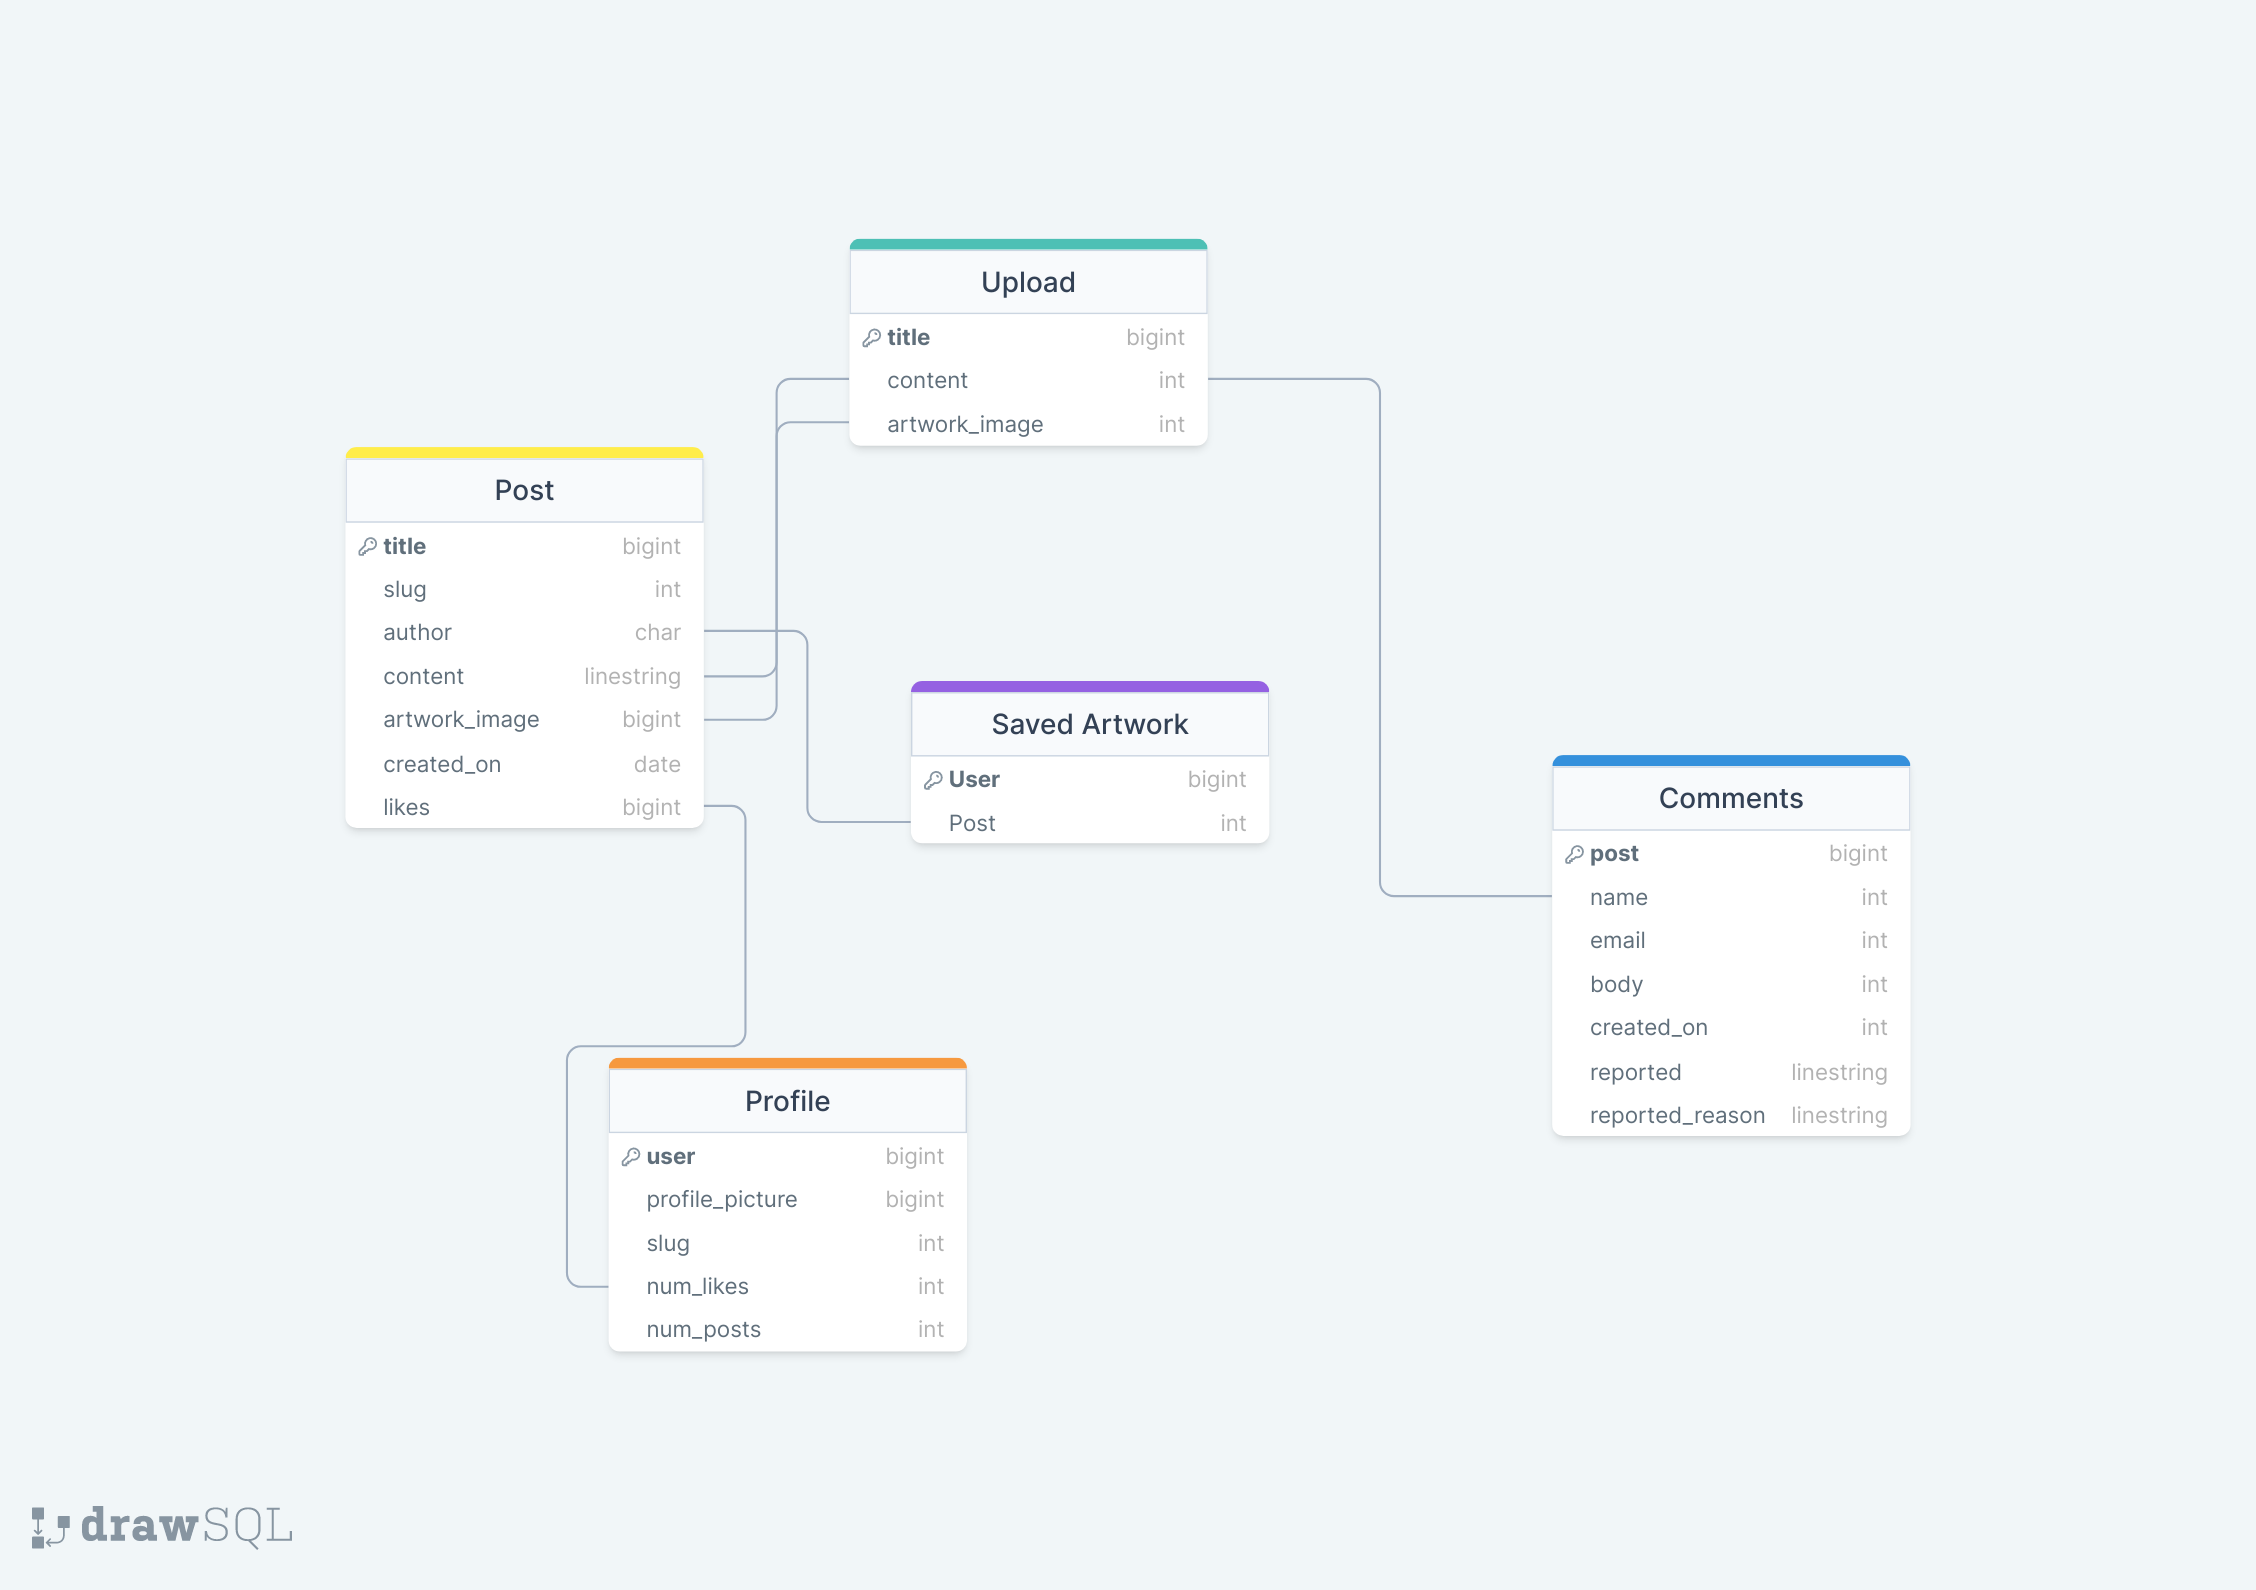 Upload
title bigint
content int
artwork_image int
Post
title bigint
slug int
author char
content linestring
artwork_image bigint
created_on date
likes bigint
Saved Artwork
User bigint
Post int
Comments
post bigint
name int
email int
body int
created_on int
reported linestring
reported_reason linestring
Profile
user bigint
profile_picture bigint
slug int
num_likes int
num_posts int
drawSQL